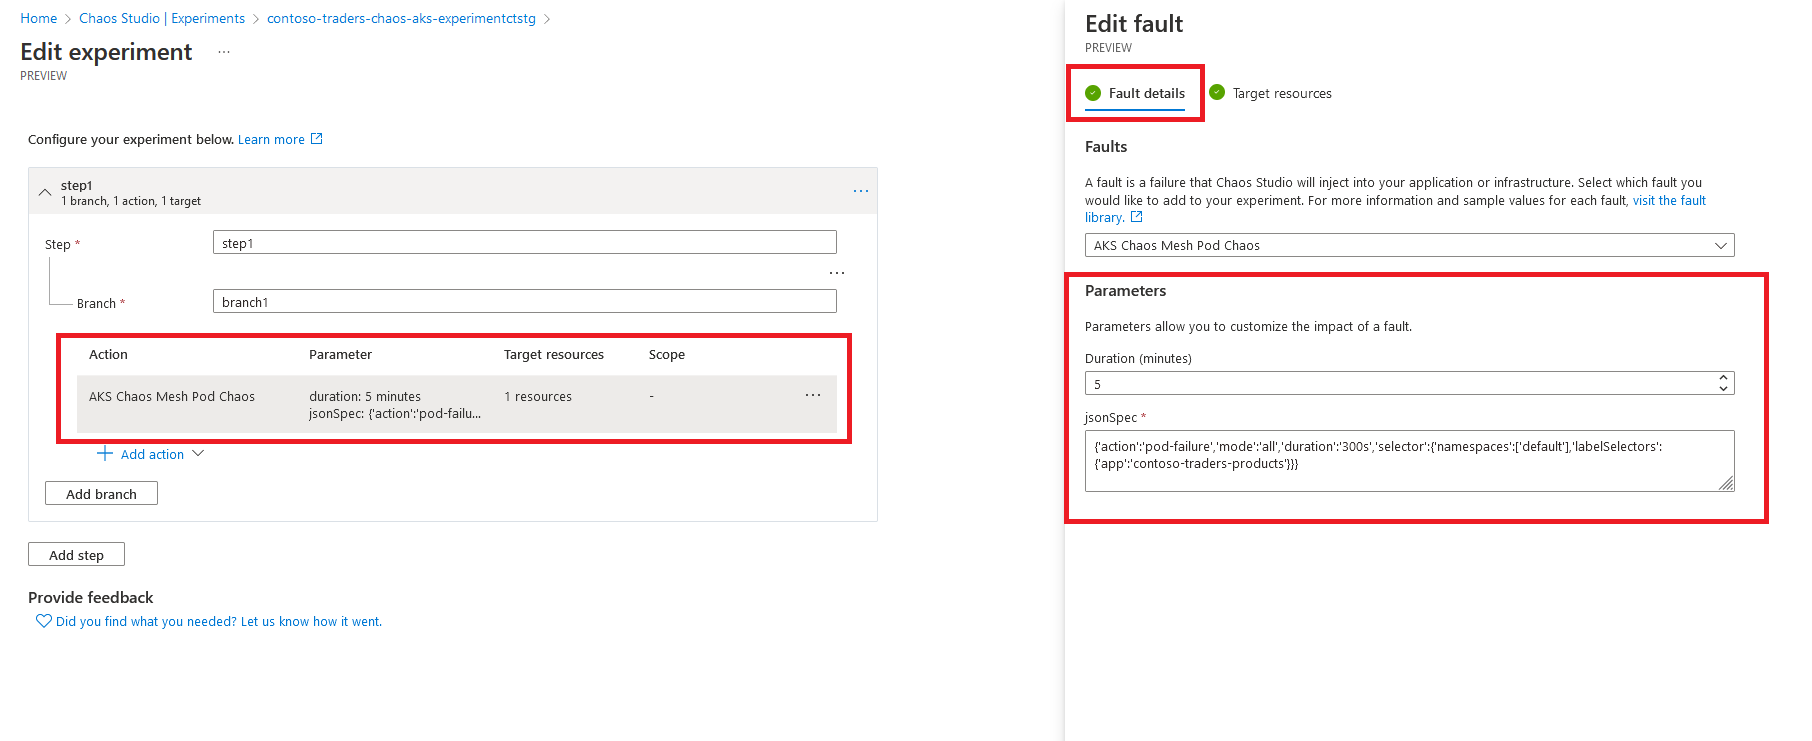 Home > Chaos Studio | Experiments > contoso-traders-chaos-aks-experimentctstg >
Edit experiment ...
PREVIEW
Configure your experiment below. Learn more
step1
1 branch, 1 action, 1 target
...
Step * step1
...
Branch * branch1
Action Parameter Target resources Scope
AKS Chaos Mesh Pod Chaos duration: 5 minutes 1 resources - ...
jsonSpec: {'action':'pod-failu...
+ Add action
Add branch
Add step
Provide feedback
Did you find what you needed? Let us know how it went.
Edit fault
PREVIEW
Fault details Target resources
Faults
A fault is a failure that Chaos Studio will inject into your application or infrastructure. Select which fault you
would like to add to your experiment. For more information and sample values for each fault, visit the fault
library.
AKS Chaos Mesh Pod Chaos
Parameters
Parameters allow you to customize the impact of a fault.
Duration (minutes)
5
jsonSpec *
{'action':'pod-failure','mode':'all','duration':'300s','selector':{'namespaces':['default'],'labelSelectors':
{'app':'contoso-traders-products'}}}